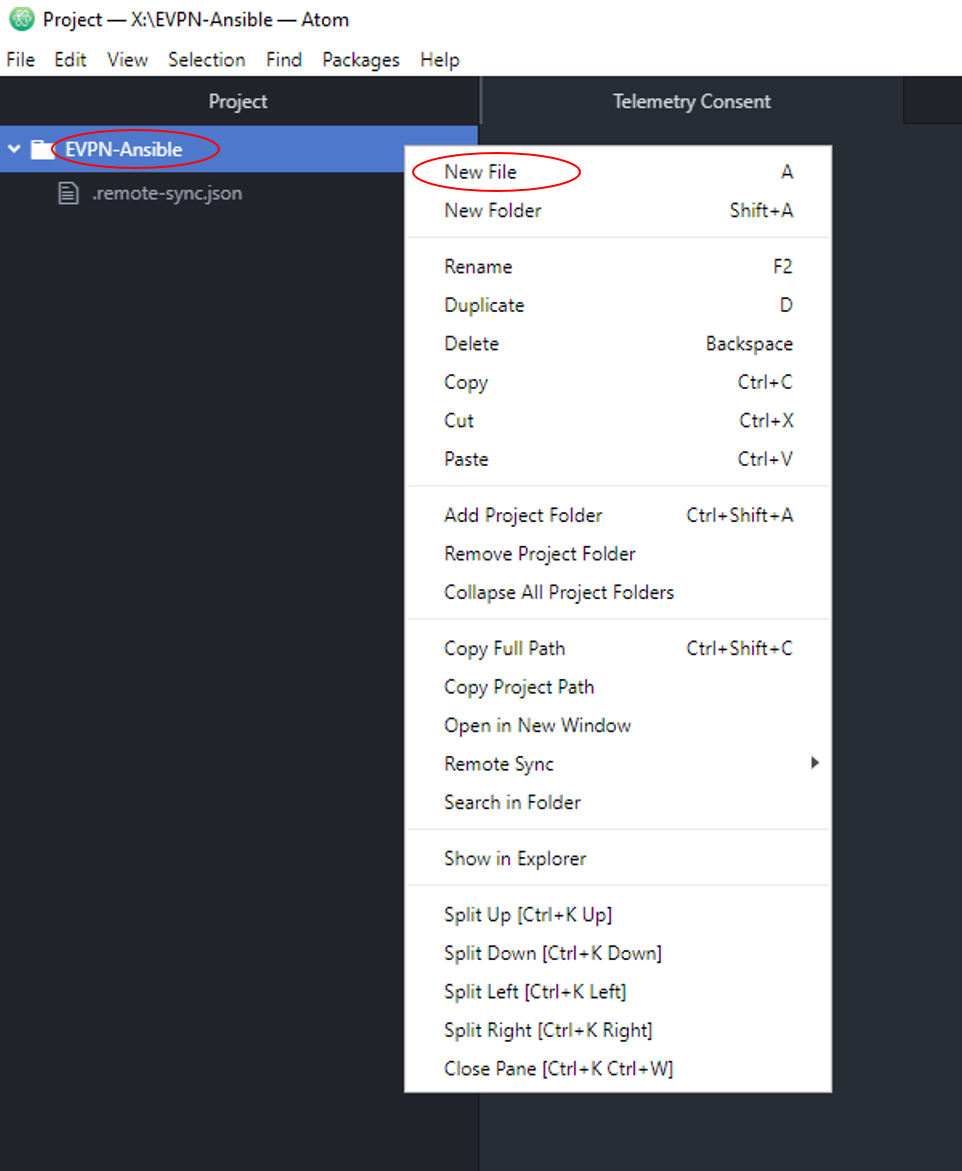 Project — X:\EVPN-Ansible — Atom
File Edit View Selection Find Packages Help
Project Telemetry Consent
EVPN-Ansible
.remote-sync.json
New File A
New Folder Shift+A
Rename F2
Duplicate D
Delete Backspace
Copy Ctrl+C
Cut Ctrl+X
Paste Ctrl+V
Add Project Folder Ctrl+Shift+A
Remove Project Folder
Collapse All Project Folders
Copy Full Path Ctrl+Shift+C
Copy Project Path
Open in New Window
Remote Sync
Search in Folder
Show in Explorer
Split Up [Ctrl+K Up]
Split Down [Ctrl+K Down]
Split Left [Ctrl+K Left]
Split Right [Ctrl+K Right]
Close Pane [Ctrl+K Ctrl+W]